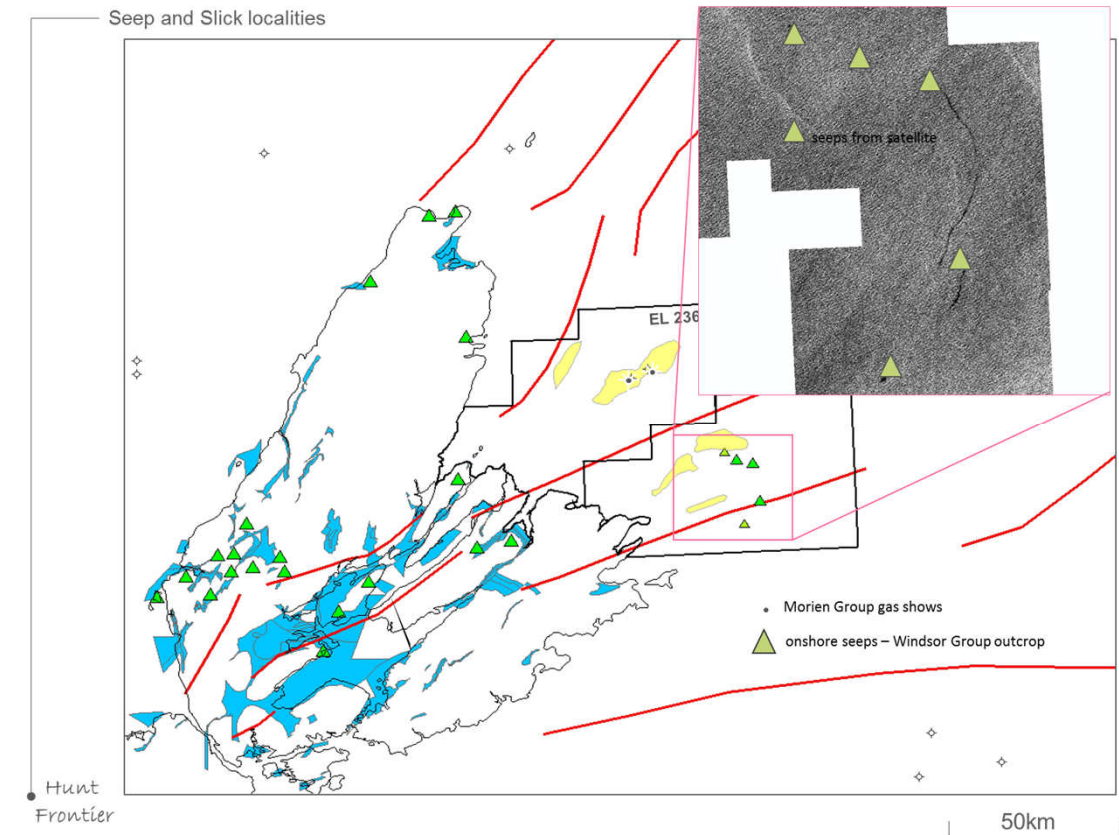 Seep and Slick localities
seeps from satellite
EL 236
Morien Group gas shows
onshore seeps – Windsor Group outcrop
Hunt
Frontier
50km